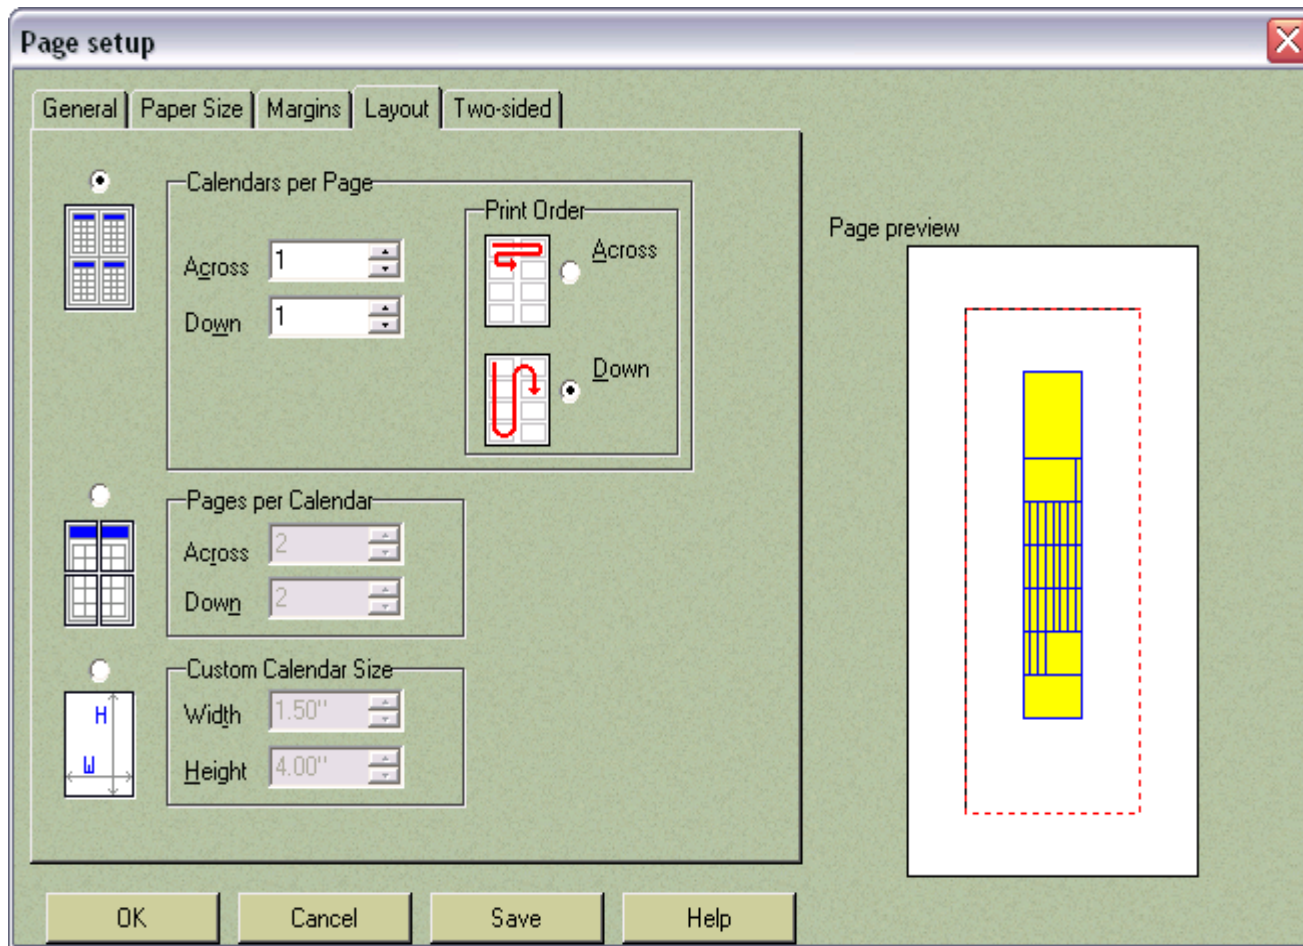 Page setup
General
Paper Size
Margins
Layout
Two-sided
Calendars per Page
Across
1
Down
1
Print Order
Across
Down
Pages per Calendar
Across
2
Down
2
Custom Calendar Size
Width
1.50"
Height
4.00"
H
W
Page preview
OK
Cancel
Save
Help